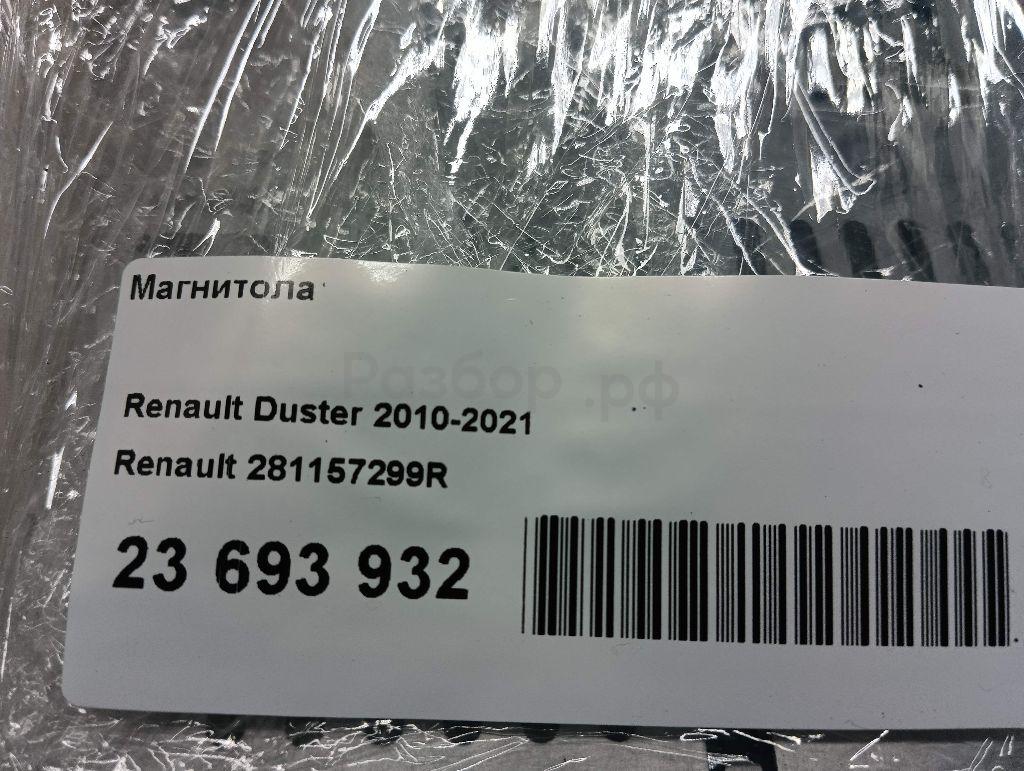 Магнитола
Разбор.рф
Renault Duster 2010-2021
Renault 281157299R
23 693 932